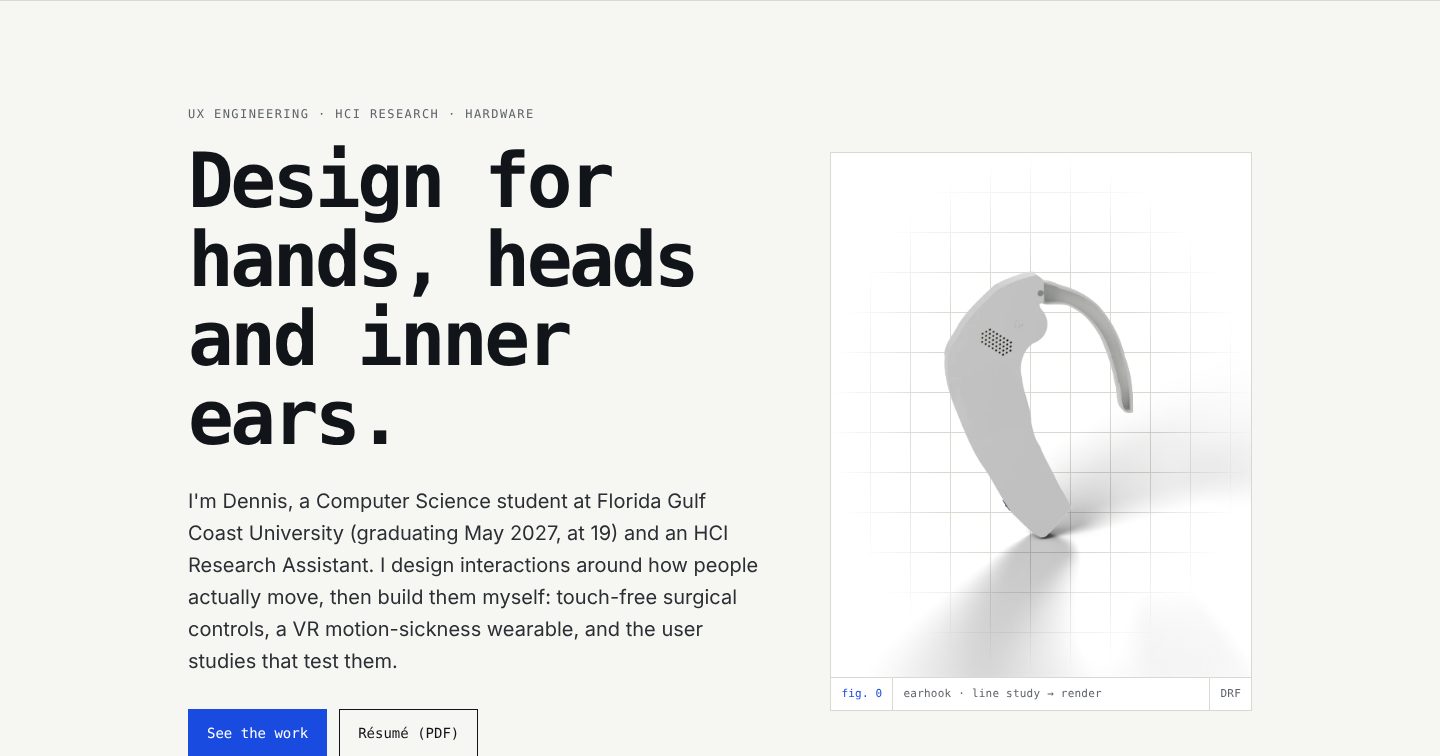 UX ENGINEERING · HCI RESEARCH · HARDWARE
Design for
hands, heads
and inner
ears.
I'm Dennis, a Computer Science student at Florida Gulf
Coast University (graduating May 2027, at 19) and an HCI
Research Assistant. I design interactions around how people
actually move, then build them myself: touch-free surgical
controls, a VR motion-sickness wearable, and the user
studies that test them.
See the work
Résumé (PDF)
fig. 0
earhook · line study → render
DRF